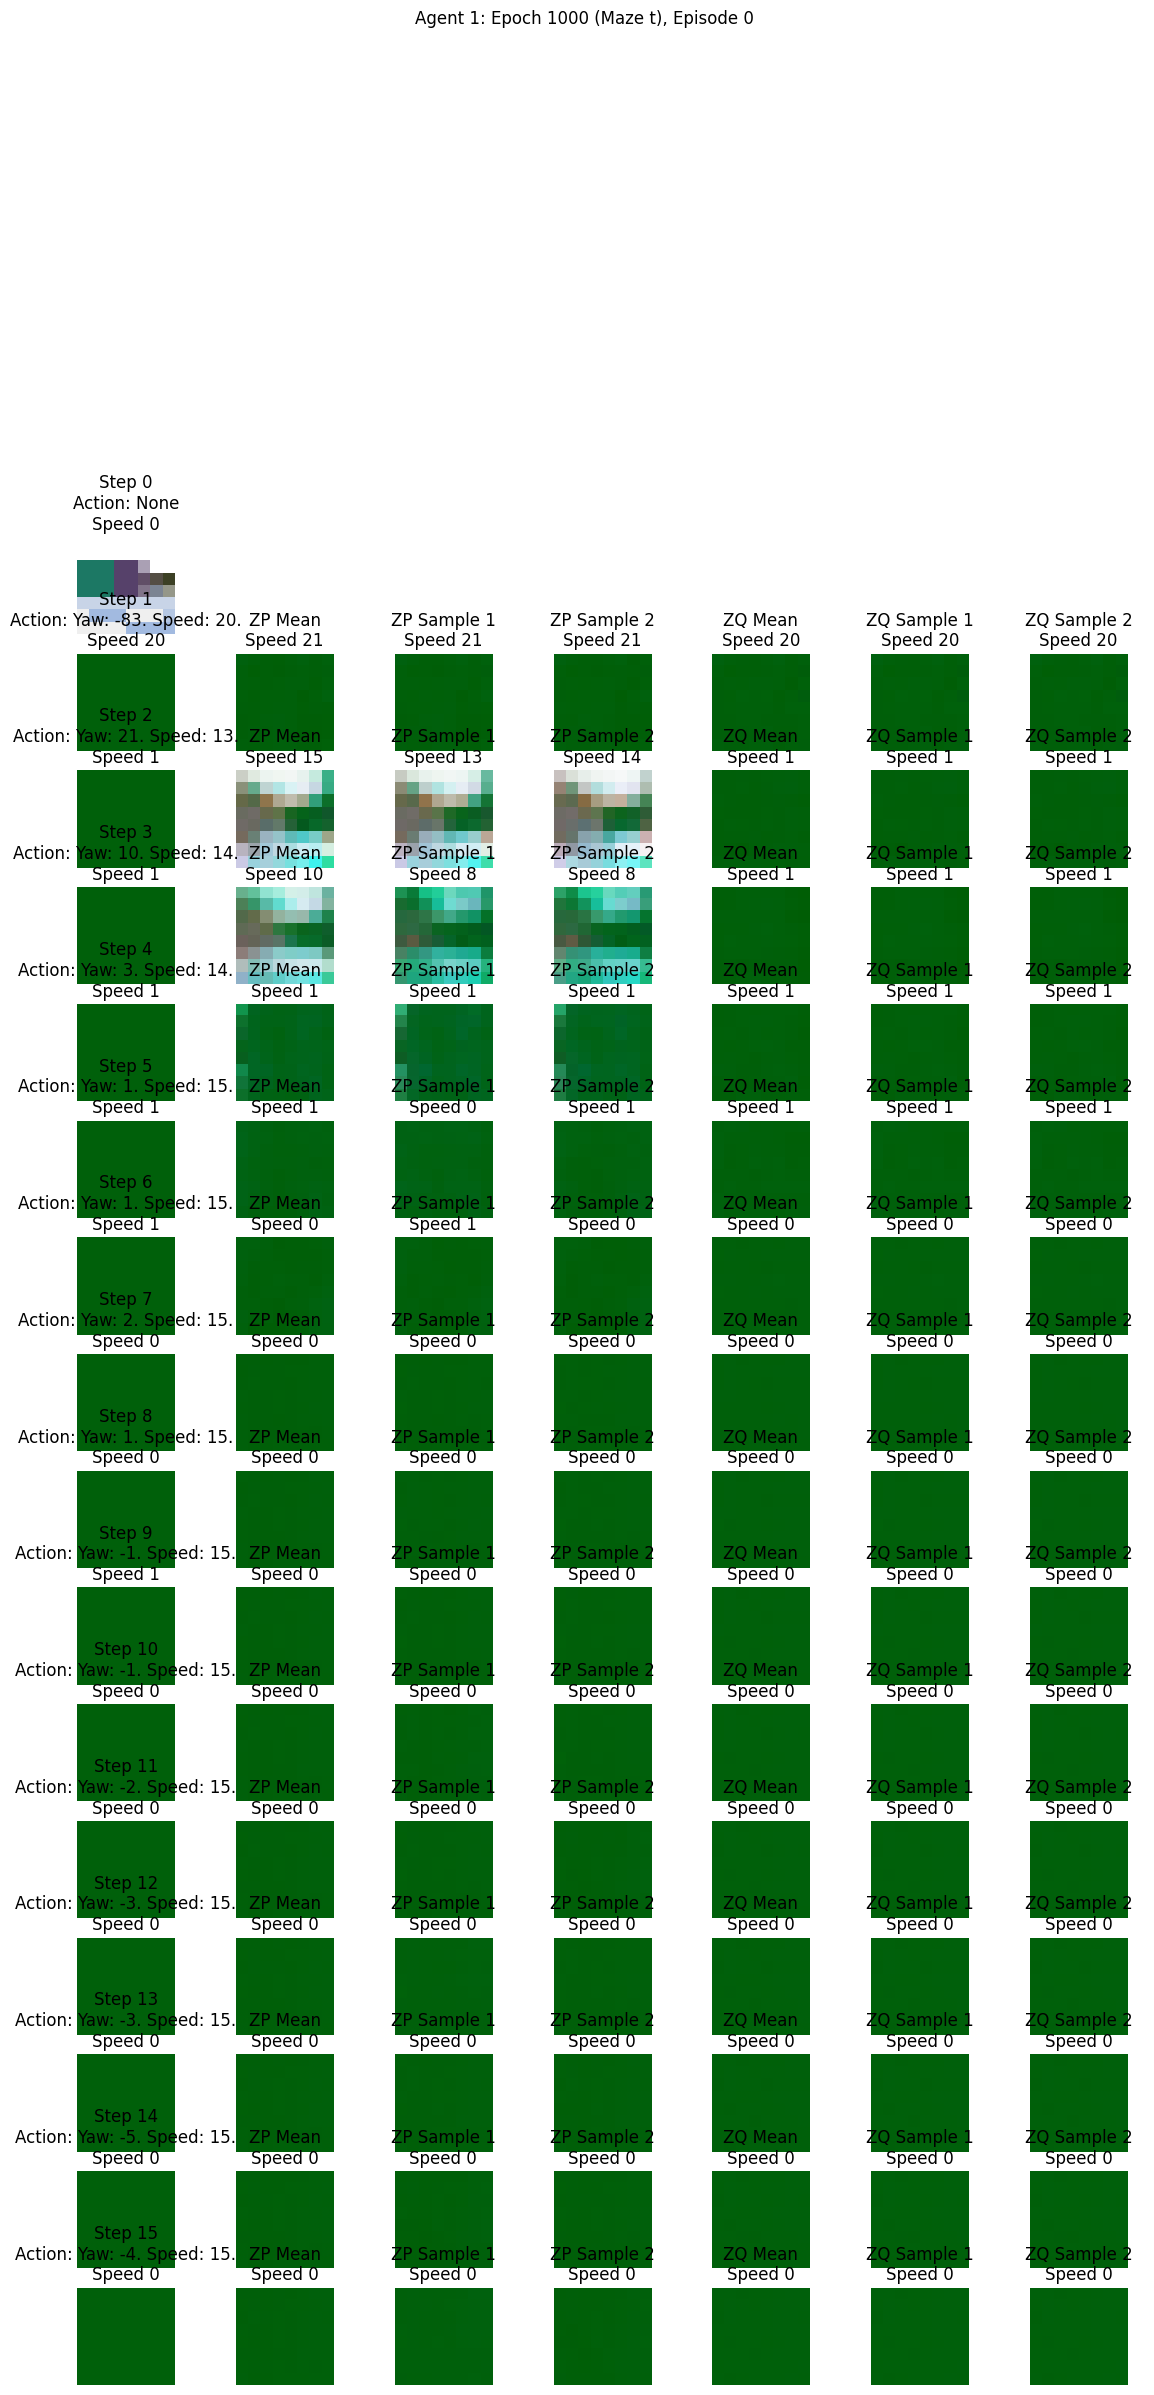 Agent 1: Epoch 1000 (Maze t), Episode 0
Step 0
Action: None
Speed 0
Step 1
Action: Yaw: -83. Speed: 20.
Speed 20
ZP Mean
Speed 21
ZP Sample 1
Speed 21
ZP Sample 2
Speed 21
ZQ Mean
Speed 20
ZQ Sample 1
Speed 20
ZQ Sample 2
Speed 20
Step 2
Action: Yaw: 21. Speed: 13.
Speed 1
ZP Mean
Speed 15
ZP Sample 1
Speed 13
ZP Sample 2
Speed 14
ZQ Mean
Speed 1
ZQ Sample 1
Speed 1
ZQ Sample 2
Speed 1
Step 3
Action: Yaw: 10. Speed: 14.
Speed 1
ZP Mean
Speed 10
ZP Sample 1
Speed 8
ZP Sample 2
Speed 8
ZQ Mean
Speed 1
ZQ Sample 1
Speed 1
ZQ Sample 2
Speed 1
Step 4
Action: Yaw: 3. Speed: 14.
Speed 1
ZP Mean
Speed 1
ZP Sample 1
Speed 1
ZP Sample 2
Speed 1
ZQ Mean
Speed 1
ZQ Sample 1
Speed 1
ZQ Sample 2
Speed 1
Step 5
Action: Yaw: 1. Speed: 15.
Speed 1
ZP Mean
Speed 1
ZP Sample 1
Speed 0
ZP Sample 2
Speed 1
ZQ Mean
Speed 1
ZQ Sample 1
Speed 1
ZQ Sample 2
Speed 1
Step 6
Action: Yaw: 1. Speed: 15.
Speed 1
ZP Mean
Speed 0
ZP Sample 1
Speed 1
ZP Sample 2
Speed 0
ZQ Mean
Speed 0
ZQ Sample 1
Speed 0
ZQ Sample 2
Speed 0
Step 7
Action: Yaw: 2. Speed: 15.
Speed 0
ZP Mean
Speed 0
ZP Sample 1
Speed 0
ZP Sample 2
Speed 0
ZQ Mean
Speed 0
ZQ Sample 1
Speed 0
ZQ Sample 2
Speed 0
Step 8
Action: Yaw: 1. Speed: 15.
Speed 0
ZP Mean
Speed 0
ZP Sample 1
Speed 0
ZP Sample 2
Speed 0
ZQ Mean
Speed 0
ZQ Sample 1
Speed 0
ZQ Sample 2
Speed 0
Step 9
Action: Yaw: -1. Speed: 15.
Speed 1
ZP Mean
Speed 0
ZP Sample 1
Speed 0
ZP Sample 2
Speed 0
ZQ Mean
Speed 0
ZQ Sample 1
Speed 0
ZQ Sample 2
Speed 0
Step 10
Action: Yaw: -1. Speed: 15.
Speed 0
ZP Mean
Speed 0
ZP Sample 1
Speed 0
ZP Sample 2
Speed 0
ZQ Mean
Speed 0
ZQ Sample 1
Speed 0
ZQ Sample 2
Speed 0
Step 11
Action: Yaw: -2. Speed: 15.
Speed 0
ZP Mean
Speed 0
ZP Sample 1
Speed 0
ZP Sample 2
Speed 0
ZQ Mean
Speed 0
ZQ Sample 1
Speed 0
ZQ Sample 2
Speed 0
Step 12
Action: Yaw: -3. Speed: 15.
Speed 0
ZP Mean
Speed 0
ZP Sample 1
Speed 0
ZP Sample 2
Speed 0
ZQ Mean
Speed 0
ZQ Sample 1
Speed 0
ZQ Sample 2
Speed 0
Step 13
Action: Yaw: -3. Speed: 15.
Speed 0
ZP Mean
Speed 0
ZP Sample 1
Speed 0
ZP Sample 2
Speed 0
ZQ Mean
Speed 0
ZQ Sample 1
Speed 0
ZQ Sample 2
Speed 0
Step 14
Action: Yaw: -5. Speed: 15.
Speed 0
ZP Mean
Speed 0
ZP Sample 1
Speed 0
ZP Sample 2
Speed 0
ZQ Mean
Speed 0
ZQ Sample 1
Speed 0
ZQ Sample 2
Speed 0
Step 15
Action: Yaw: -4. Speed: 15.
Speed 0
ZP Mean
Speed 0
ZP Sample 1
Speed 0
ZP Sample 2
Speed 0
ZQ Mean
Speed 0
ZQ Sample 1
Speed 0
ZQ Sample 2
Speed 0